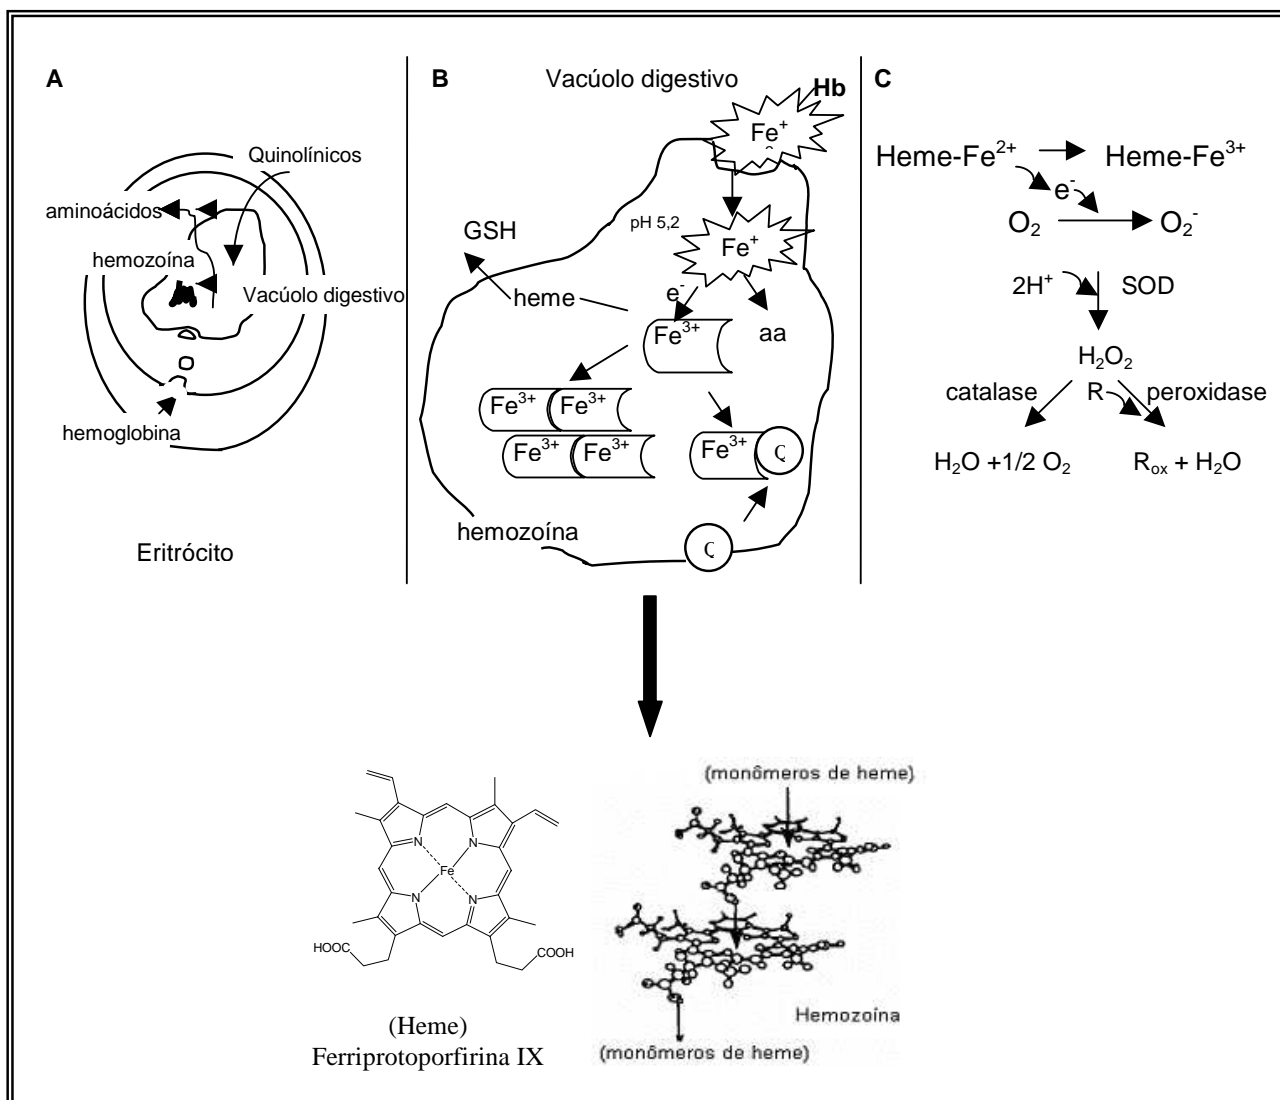 A
Quinolínicos
aminoácidos
hemozoína
Vacúolo digestivo
hemoglobina
Eritrócito
B
Vacúolo digestivo
Hb
Fe⁺
pH 5,2
Fe⁺
GSH
heme
e⁻
Fe³⁺
aa
Fe³⁺ Fe³⁺
Fe³⁺ Fe³⁺
Fe³⁺ Q
hemozoína
Q
C
Heme-Fe²⁺ Heme-Fe³⁺
e⁻
O₂ O₂⁻
2H⁺ SOD
H₂O₂
catalase R peroxidase
H₂O +1/2 O₂ Rₒₓ + H₂O
N N
Fe
N N
HOOC COOH
(Heme)
Ferriprotoporfirina IX
(monômeros de heme)
Hemozoína
(monômeros de heme)